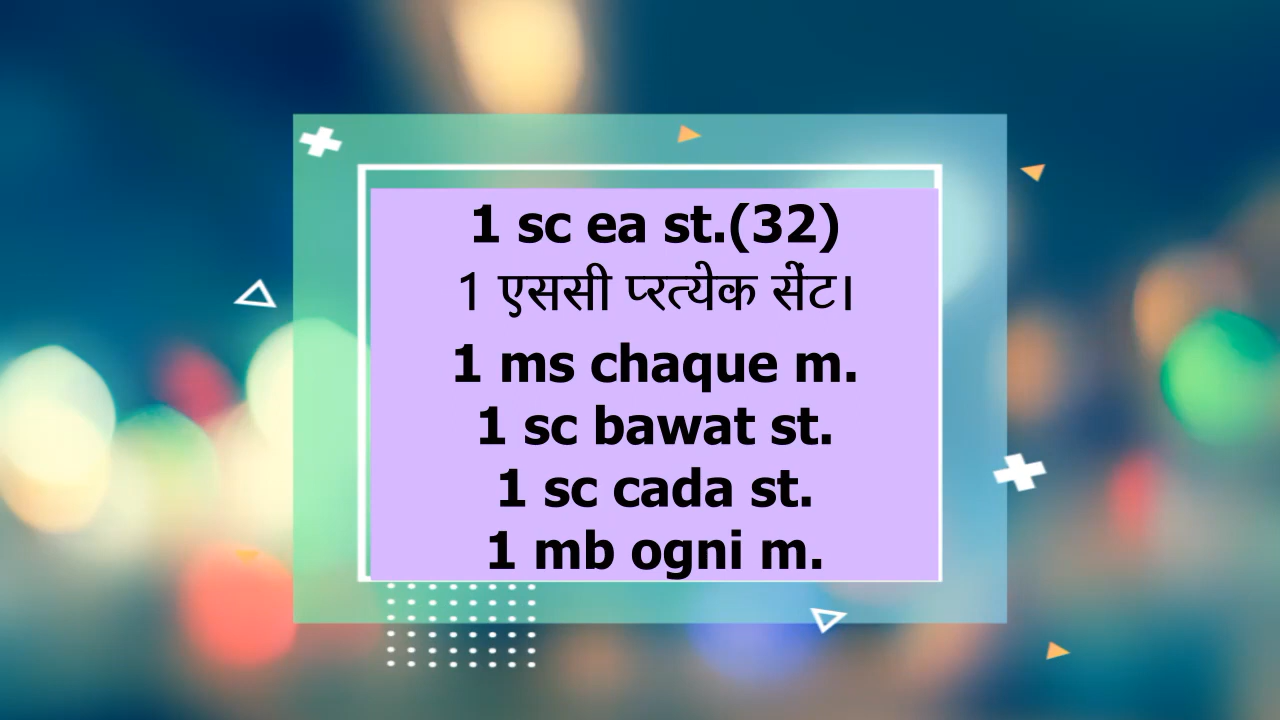 1 sc ea st.(32)
1 एससी प्रत्येक सेंट।
1 ms chaque m.
1 sc bawat st.
1 sc cada st.
1 mb ogni m.